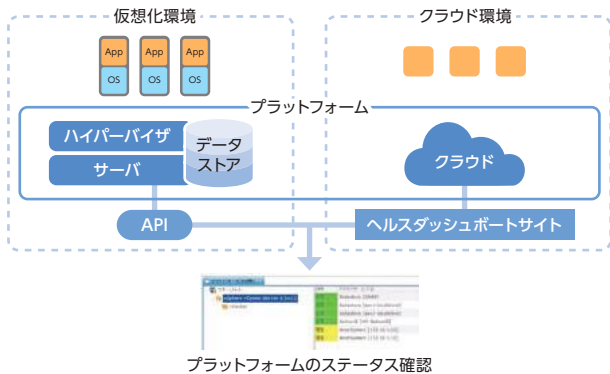 仮想化環境
クラウド環境
App
App
App
OS
OS
OS
プラットフォーム
ハイパーバイザ
サーバ
データ
ストア
クラウド
API
ヘルスダッシュボートサイト
プラットフォームのステータス確認